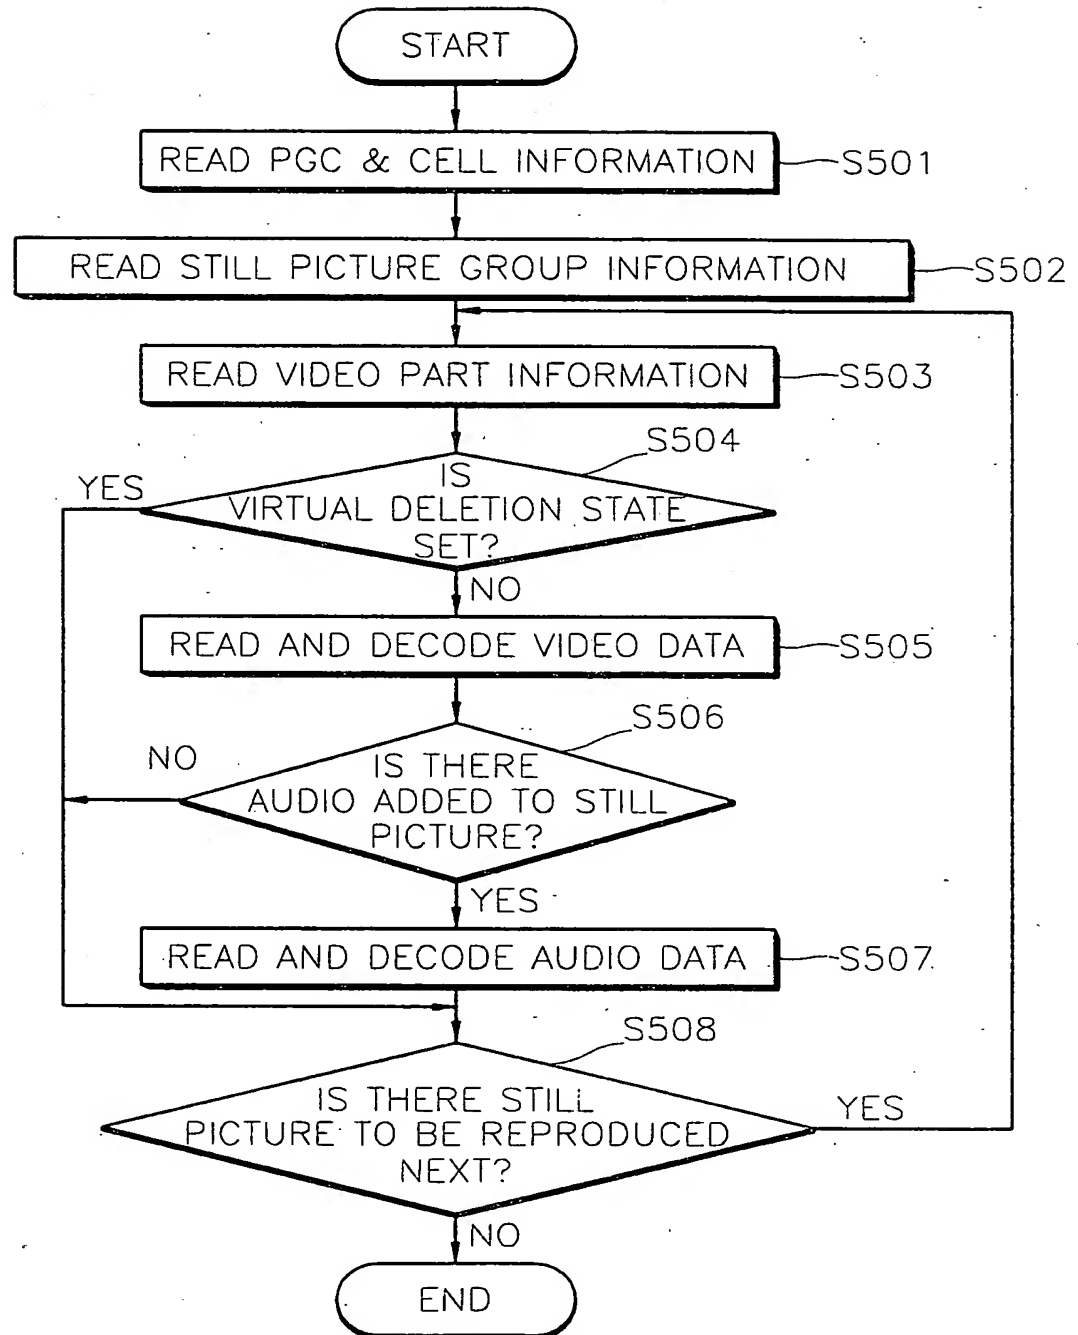 START
READ PGC & CELL INFORMATION
S501
READ STILL PICTURE GROUP INFORMATION
S502
READ VIDEO PART INFORMATION
S503
S504
YES
IS
VIRTUAL DELETION STATE
SET?
NO
READ AND DECODE VIDEO DATA
S505
S506
NO
IS THERE
AUDIO ADDED TO STILL
PICTURE?
YES
READ AND DECODE AUDIO DATA
S507
S508
IS THERE STILL
PICTURE TO BE REPRODUCED
NEXT?
YES
NO
END